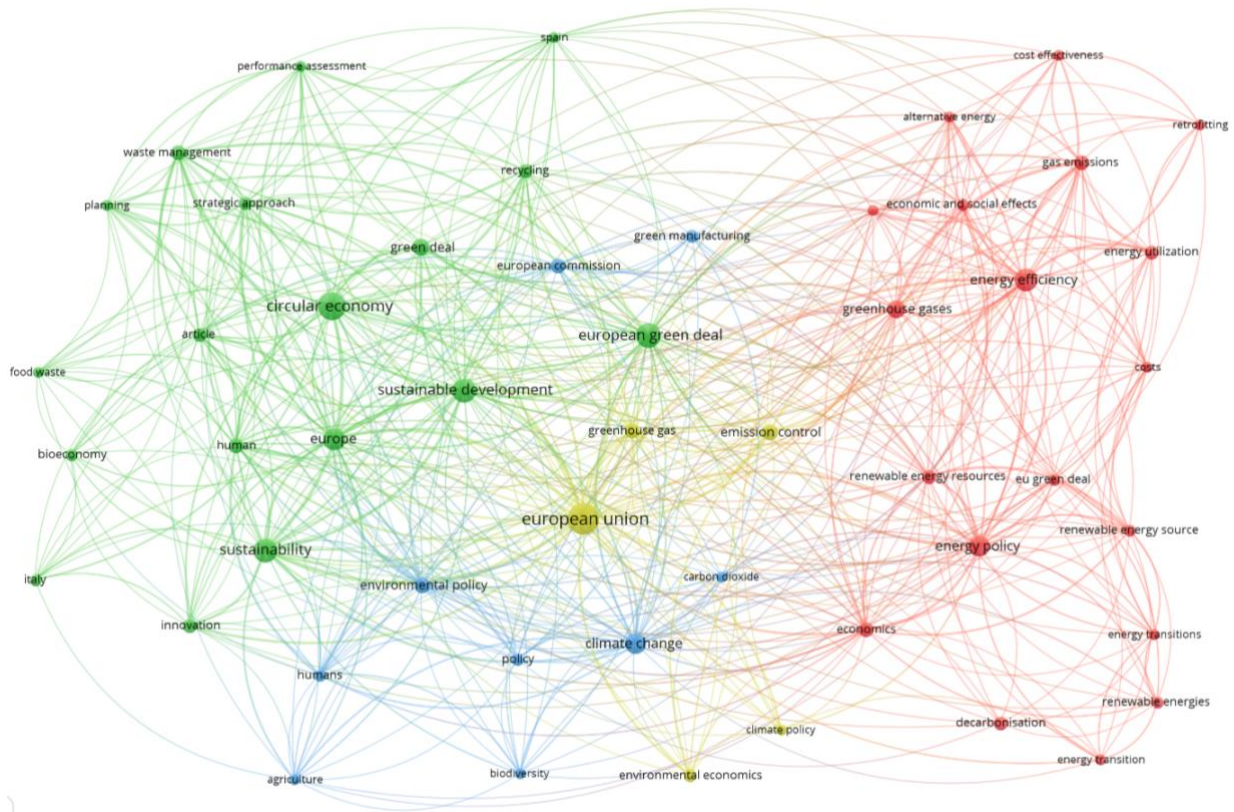 spain
cost effectiveness
performance assessment
alternative energy
retrofitting
waste management
gas emissions
recycling
planning
strategic approach
economic and social effects
green manufacturing
green deal
energy utilization
european commission
energy efficiency
circular economy
greenhouse gases
article
european green deal
costs
food waste
sustainable development
greenhouse gas
emission control
europe
human
bioeconomy
renewable energy resources
eu green deal
european union
renewable energy source
sustainability
energy policy
italy
environmental policy
carbon dioxide
innovation
economics
energy transitions
climate change
policy
humans
renewable energies
decarbonisation
climate policy
energy transition
biodiversity
environmental economics
agriculture